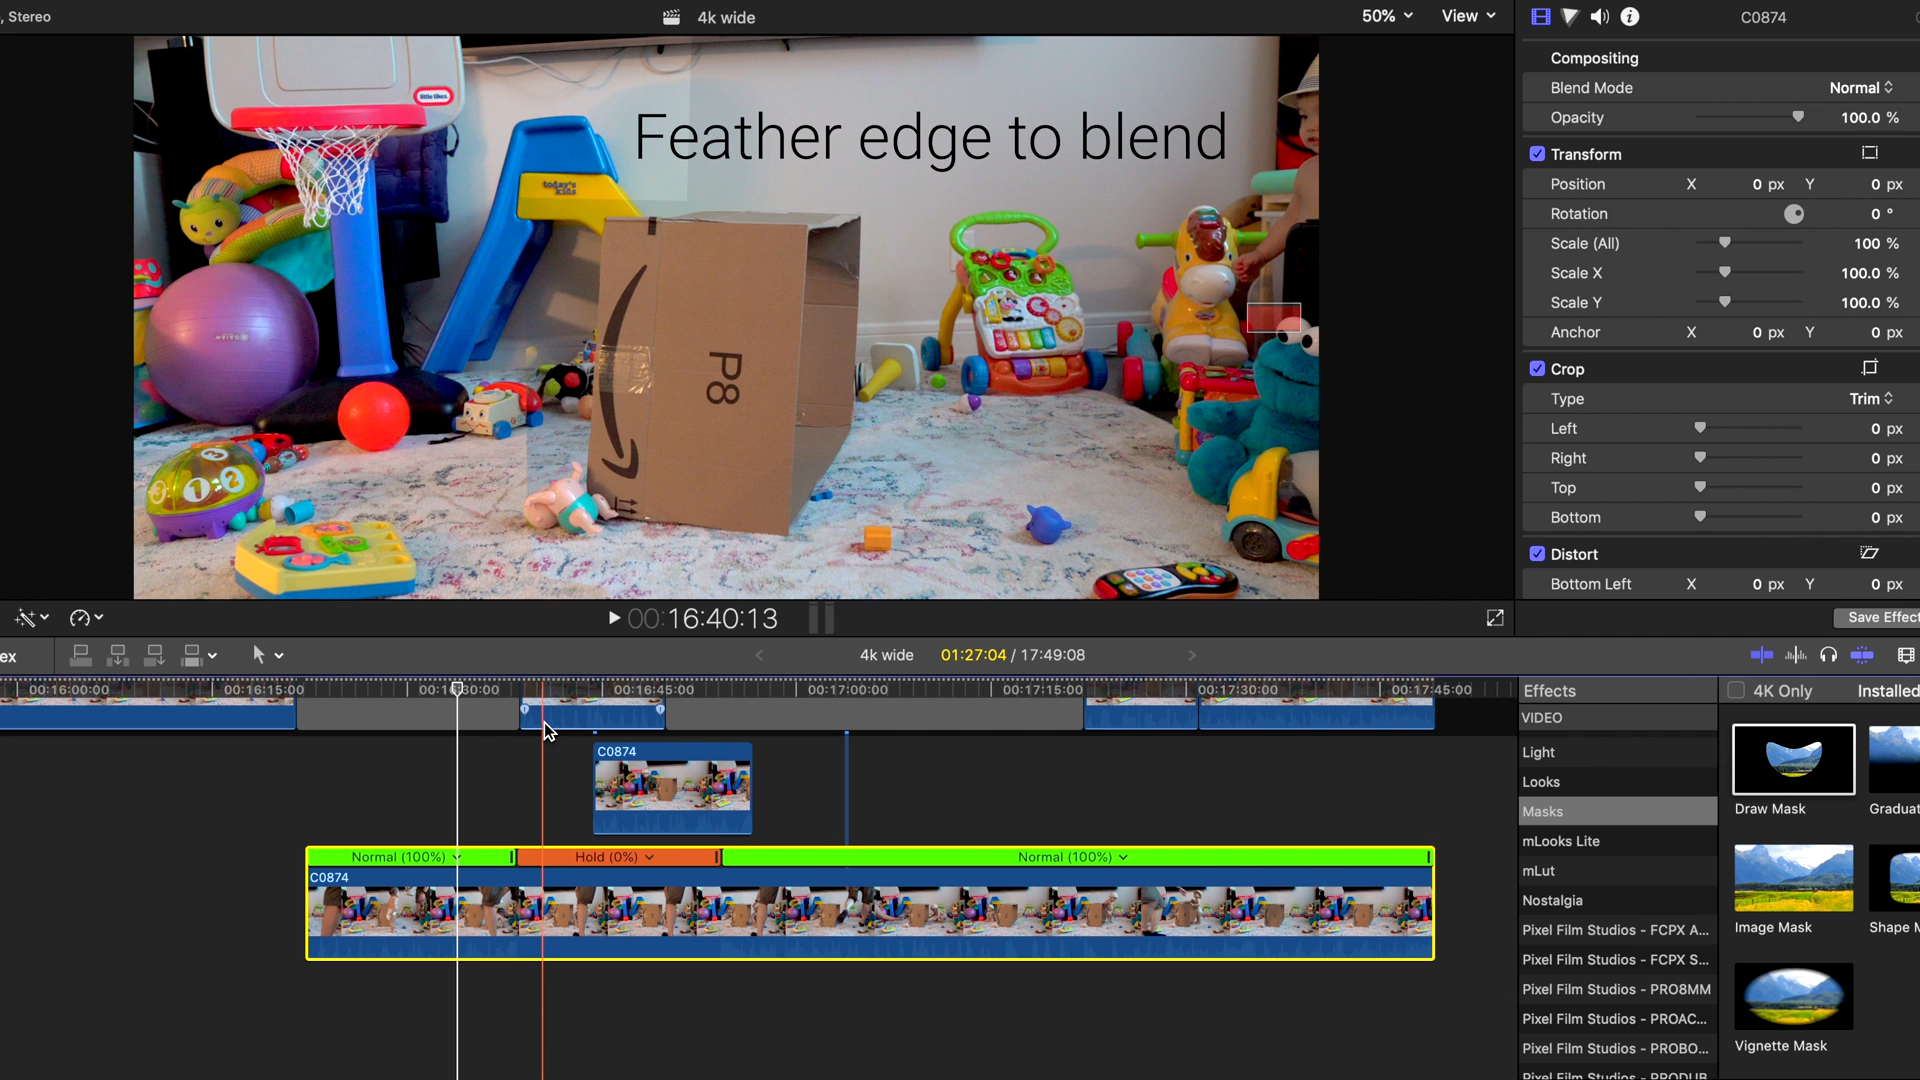 , Stereo
4k wide
50%
View
C0874
Compositing
Blend Mode
Normal
Opacity
100.0 %
Transform
Position
X
0 px
Y
0 px
Rotation
0 °
Scale (All)
100 %
Scale X
100.0 %
Scale Y
100.0 %
Anchor
X
0 px
Y
0 px
Crop
Type
Trim
Left
0 px
Right
0 px
Top
0 px
Bottom
0 px
Distort
Bottom Left
X
0 px
Y
0 px
Save Effect
little tikes
Feather edge to blend
today's kids
P8
1
2
00:16:40:13
ex
4k wide
01:27:04 / 17:49:08
00:16:00:00
00:16:15:00
00:16:30:00
00:16:45:00
00:17:00:00
00:17:15:00
00:17:30:00
00:17:45:00
C0874
Normal (100%)
Hold (0%)
Normal (100%)
C0874
Effects
4K Only
Installed
VIDEO
Light
Looks
Masks
mLooks Lite
mLut
Nostalgia
Pixel Film Studios - FCPX A...
Pixel Film Studios - FCPX S...
Pixel Film Studios - PRO8MM
Pixel Film Studios - PROAC...
Pixel Film Studios - PROBO...
Pixel Film Studios - PRODUB
Draw Mask
Graduat
Image Mask
Shape M
Vignette Mask